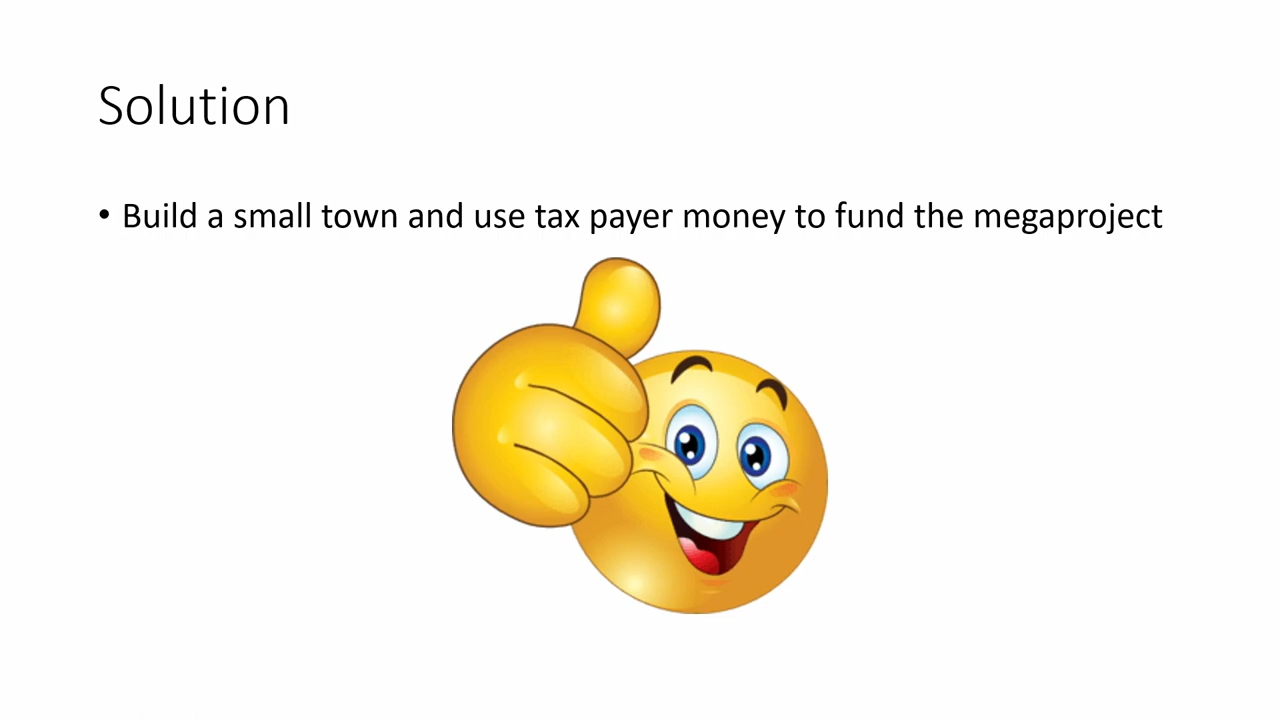 Solution
• Build a small town and use tax payer money to fund the megaproject